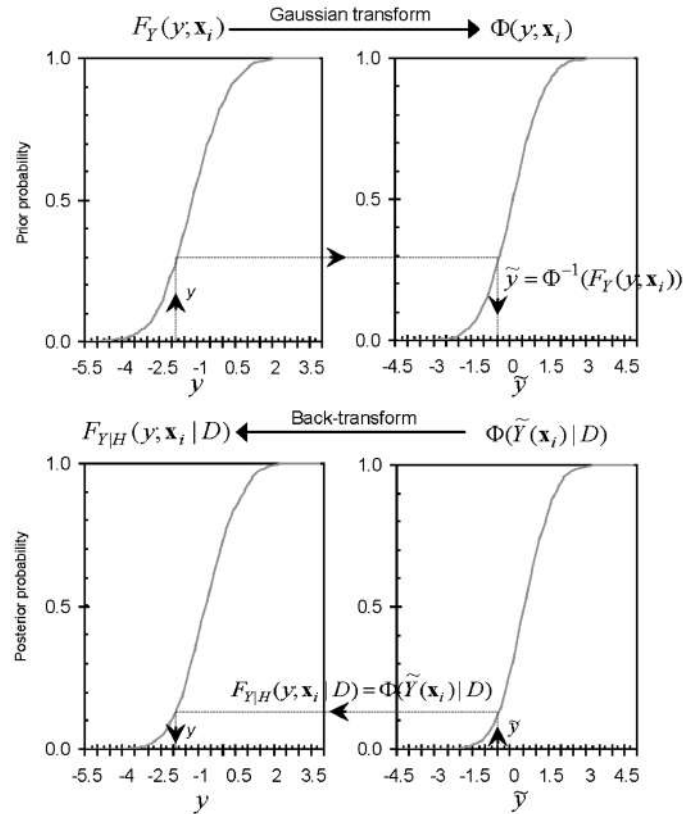 Gaussian transform
F_Y(y; x_i) Φ(y; x_i)
Prior probability
1.0 1.0
0.5 0.5
y ỹ = Φ⁻¹(F_Y(y; x_i))
0.0 0.0
-5.5 -4 -2.5 -1 0.5 2 3.5 -4.5 -3 -1.5 0 1.5 3 4.5
y ỹ
Back-transform
F_{Y|H}(y; x_i | D) Φ(Ỹ(x_i) | D)
Posterior probability
1.0 1.0
0.5 0.5
F_{Y|H}(y; x_i | D) = Φ(Ỹ(x_i) | D)
y ỹ
0.0 0.0
-5.5 -4 -2.5 -1 0.5 2 3.5 -4.5 -3 -1.5 0 1.5 3 4.5
y ỹ